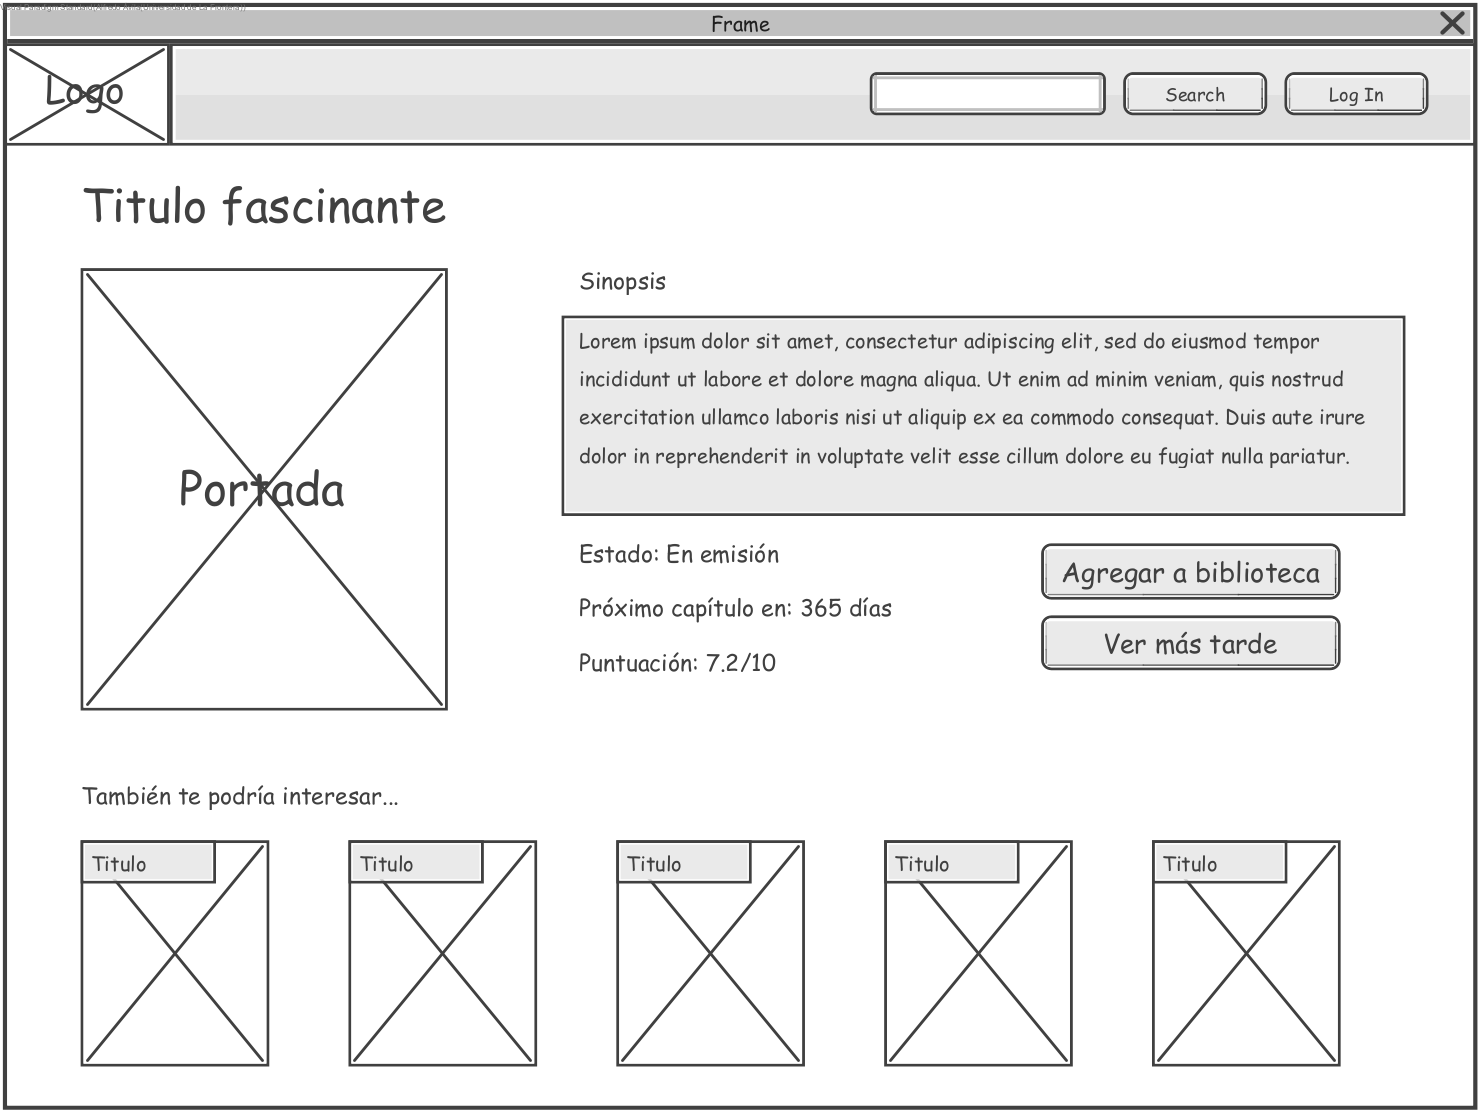 Frame
Logo
Search
Log In
Titulo fascinante
Portada
Sinopsis
Lorem ipsum dolor sit amet, consectetur adipiscing elit, sed do eiusmod tempor
incididunt ut labore et dolore magna aliqua. Ut enim ad minim veniam, quis nostrud
exercitation ullamco laboris nisi ut aliquip ex ea commodo consequat. Duis aute irure
dolor in reprehenderit in voluptate velit esse cillum dolore eu fugiat nulla pariatur.
Estado: En emisión
Próximo capítulo en: 365 días
Puntuación: 7.2/10
Agregar a biblioteca
Ver más tarde
También te podría interesar...
Titulo
Titulo
Titulo
Titulo
Titulo